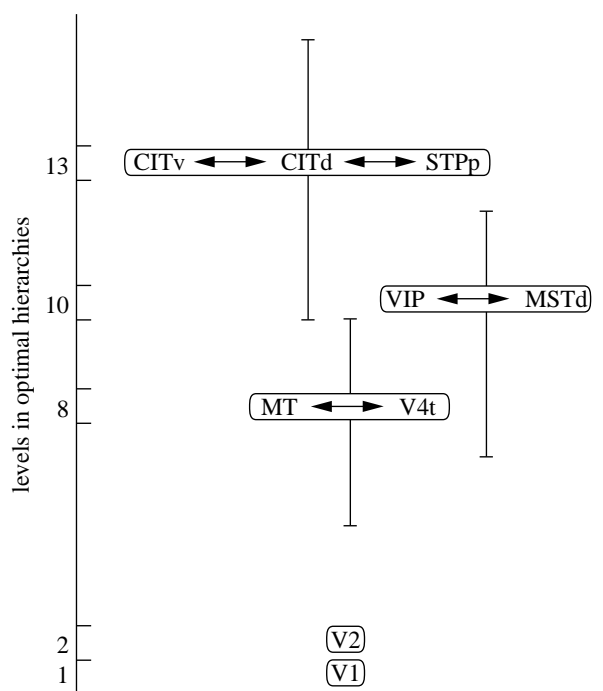 13
CITv CITd STPp
10
VIP MSTd
8
MT V4t
levels in optimal hierarchies
2
V2
1
V1